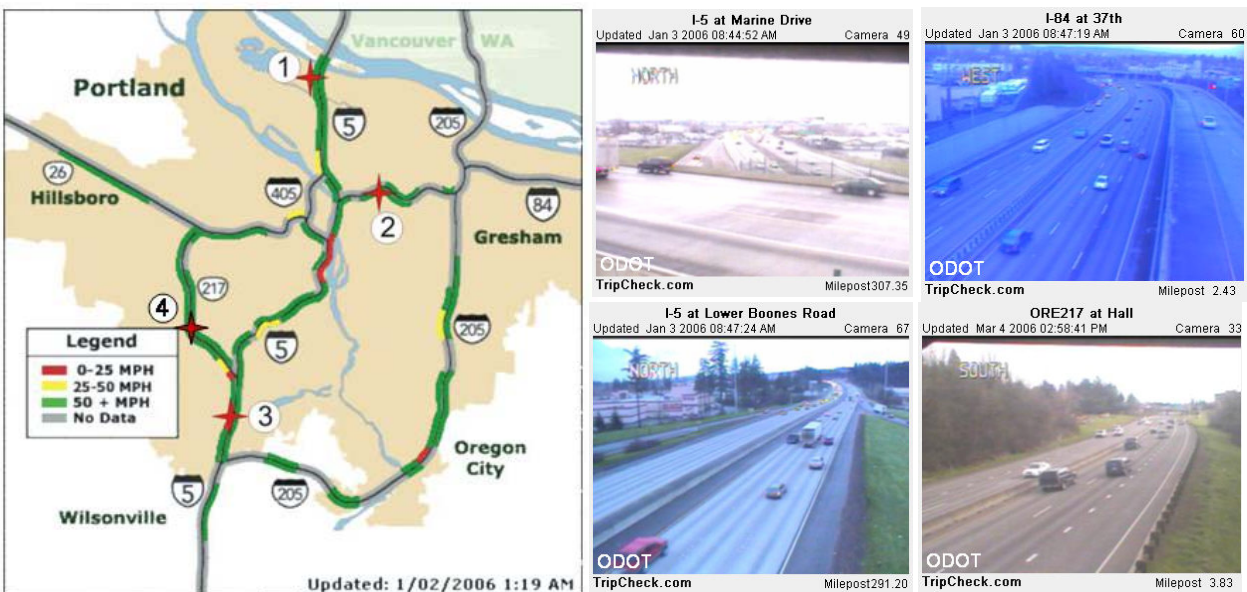 Vancouver WA
1
Portland
5
205
26
405
Hillsboro
84
2
Gresham
217
4
5
205
Legend
0-25 MPH
25-50 MPH
50 + MPH
No Data
3
Oregon
City
5
205
Wilsonville
Updated: 1/02/2006 1:19 AM
I-5 at Marine Drive
Updated Jan 3 2006 08:44:52 AM Camera 49
NORTH
ODOT
TripCheck.com Milepost307.35
I-84 at 37th
Updated Jan 3 2006 08:47:19 AM Camera 60
WEST
ODOT
TripCheck.com Milepost 2.43
I-5 at Lower Boones Road
Updated Jan 3 2006 08:47:24 AM Camera 67
NORTH
ODOT
TripCheck.com Milepost291.20
ORE217 at Hall
Updated Mar 4 2006 02:58:41 PM Camera 33
SOUTH
ODOT
TripCheck.com Milepost 3.83